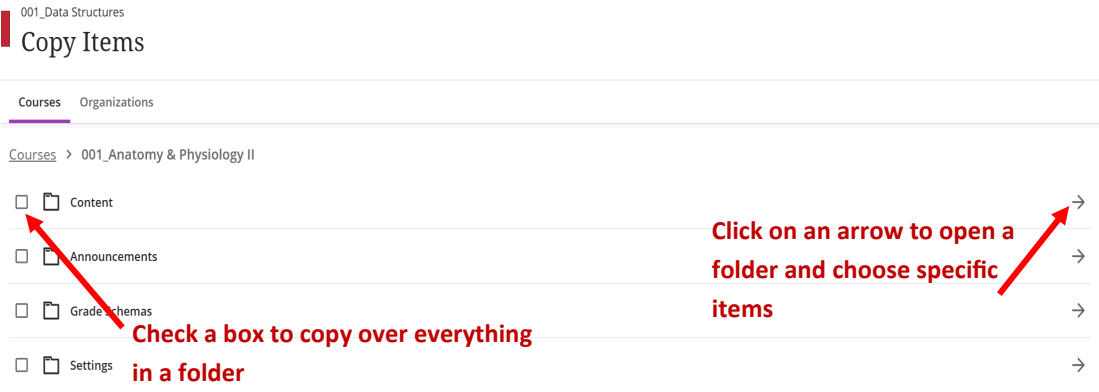 001_Data Structures
Copy Items
Courses Organizations
Courses > 001_Anatomy & Physiology II
Content
Announcements
Grade Schemas
Settings
Click on an arrow to open a
folder and choose specific
items
Check a box to copy over everything
in a folder